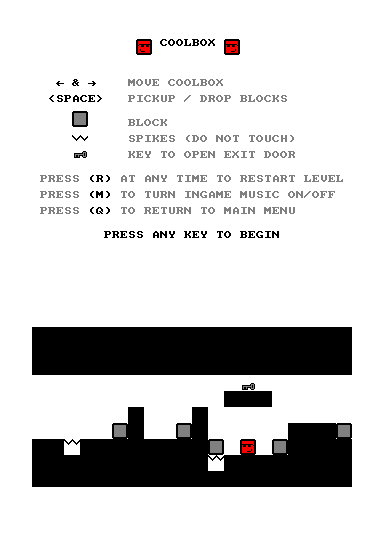 COOLBOX
← & → MOVE COOLBOX
<SPACE> PICKUP / DROP BLOCKS
BLOCK
SPIKES (DO NOT TOUCH)
KEY TO OPEN EXIT DOOR
PRESS (R) AT ANY TIME TO RESTART LEVEL
PRESS (M) TO TURN INGAME MUSIC ON/OFF
PRESS (Q) TO RETURN TO MAIN MENU
PRESS ANY KEY TO BEGIN